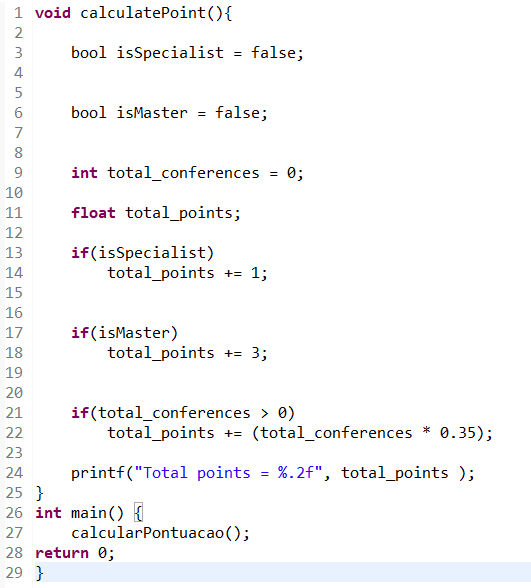 1 void calculatePoint(){
2
3     bool isSpecialist = false;
4
5
6     bool isMaster = false;
7
8
9     int total_conferences = 0;
10
11     float total_points;
12
13     if(isSpecialist)
14         total_points += 1;
15
16
17     if(isMaster)
18         total_points += 3;
19
20
21     if(total_conferences > 0)
22         total_points += (total_conferences * 0.35);
23
24     printf("Total points = %.2f", total_points );
25 }
26 int main() {
27     calcularPontuacao();
28 return 0;
29 }